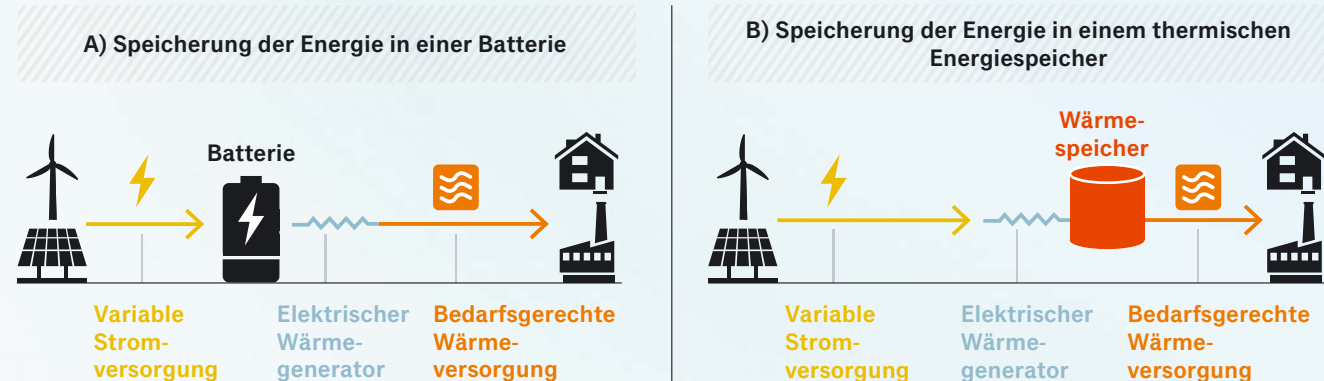 A) Speicherung der Energie in einer Batterie
Batterie
Variable
Strom-
versorgung
Elektrischer
Wärme-
generator
Bedarfsgerechte
Wärme-
versorgung
B) Speicherung der Energie in einem thermischen
Energiespeicher
Wärme-
speicher
Variable
Strom-
versorgung
Elektrischer
Wärme-
generator
Bedarfsgerechte
Wärme-
versorgung